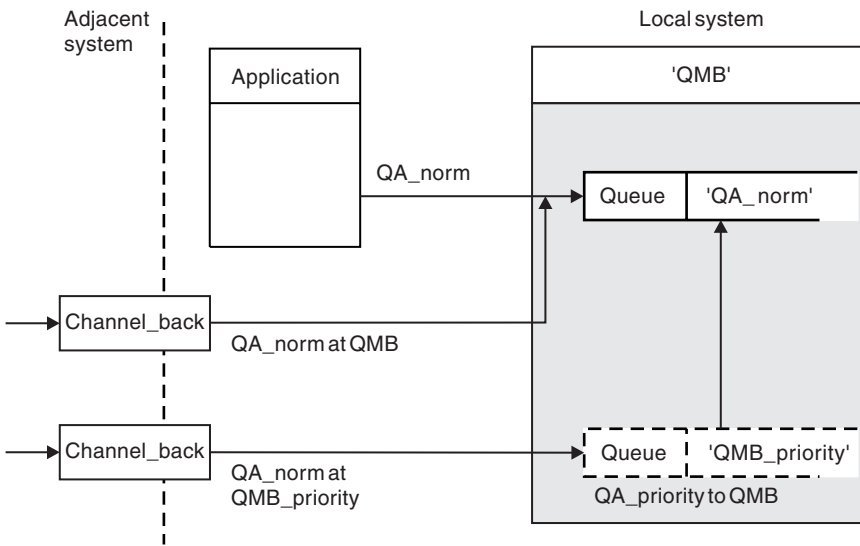 Adjacent
system
Local system
Application
'QMB'
QA_norm
Queue
'QA_norm'
Channel_back
QA_norm at QMB
Channel_back
QA_norm at
QMB_priority
Queue
'QMB_priority'
QA_priority to QMB